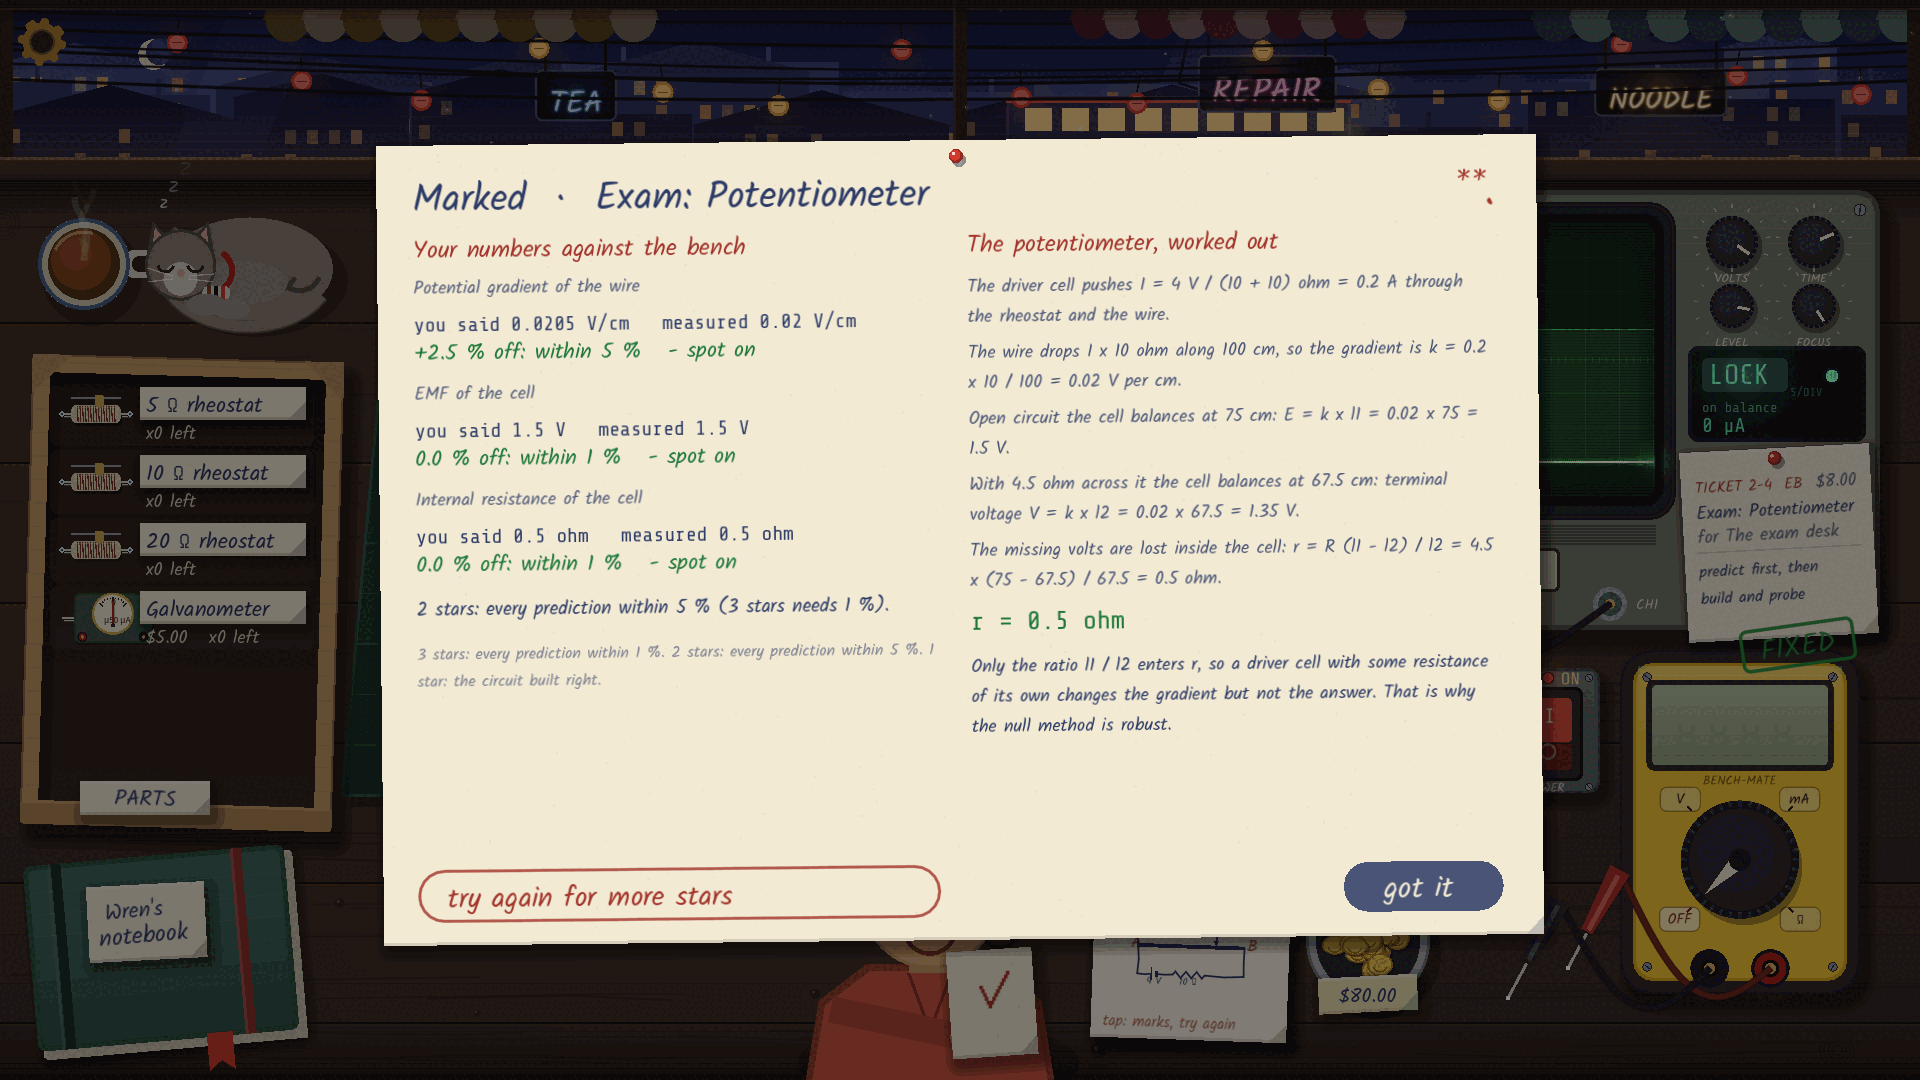 TEA
REPAIR
NOODLE
Marked · Exam: Potentiometer
**
Your numbers against the bench
Potential gradient of the wire
you said 0.0205 V/cm measured 0.02 V/cm
+2.5 % off: within 5 % - spot on
EMF of the cell
you said 1.5 V measured 1.5 V
0.0 % off: within 1 % - spot on
Internal resistance of the cell
you said 0.5 ohm measured 0.5 ohm
0.0 % off: within 1 % - spot on
2 stars: every prediction within 5 % (3 stars needs 1 %).
3 stars: every prediction within 1 %. 2 stars: every prediction within 5 %. 1
star: the circuit built right.
try again for more stars
The potentiometer, worked out
The driver cell pushes I = 4 V / (10 + 10) ohm = 0.2 A through
the rheostat and the wire.
The wire drops I x 10 ohm along 100 cm, so the gradient is k = 0.2
x 10 / 100 = 0.02 V per cm.
Open circuit the cell balances at 75 cm: E = k x l1 = 0.02 x 75 =
1.5 V.
With 4.5 ohm across it the cell balances at 67.5 cm: terminal
voltage V = k x l2 = 0.02 x 67.5 = 1.35 V.
The missing volts are lost inside the cell: r = R (l1 - l2) / l2 = 4.5
x (75 - 67.5) / 67.5 = 0.5 ohm.
r = 0.5 ohm
Only the ratio l1 / l2 enters r, so a driver cell with some resistance
of its own changes the gradient but not the answer. That is why
the null method is robust.
got it
z
z
z
5 Ω rheostat
x0 left
10 Ω rheostat
x0 left
20 Ω rheostat
x0 left
Galvanometer
$5.00 x0 left
PARTS
Wren's
notebook
VOLTS
TIME
LEVEL
FOCUS
LOCK
S/DIV
on balance
0 µA
TICKET 2-4 EB $8.00
Exam: Potentiometer
for The exam desk
predict first, then
build and probe
FIXED
CH1
ON
I
BENCH-MATE
V
mA
OFF
Ω
B
tap: marks, try again
$80.00